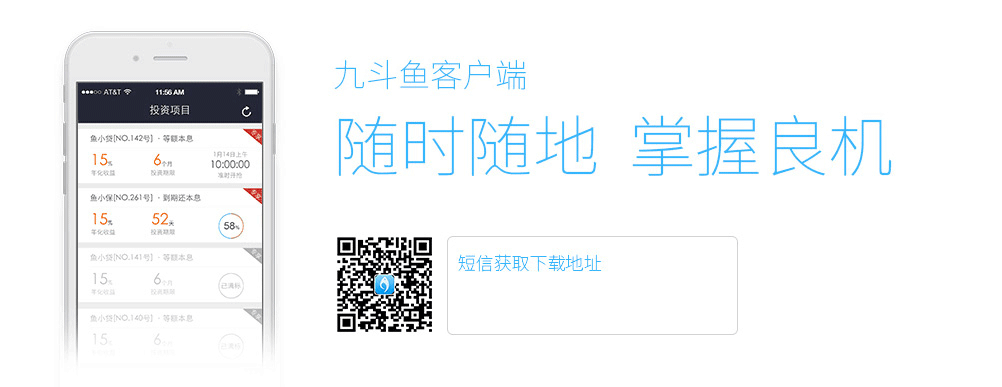 九斗鱼客户端
随时随地 掌握良机
短信获取下载地址
AT&T 11:56 AM
投资项目
鱼小贷[NO.142号] · 等额本息
15% 6个月 1月14日上午
10:00:00
年化收益 投资期限 准时开抢
鱼小保[NO.261号] · 到期还本息
15% 52天 58%
年化收益 投资期限
鱼小贷[NO.141号] · 等额本息
15% 6个月 已满标
年化收益 投资期限
鱼小贷[NO.140号] · 等额本息
15% 6个月 已满标